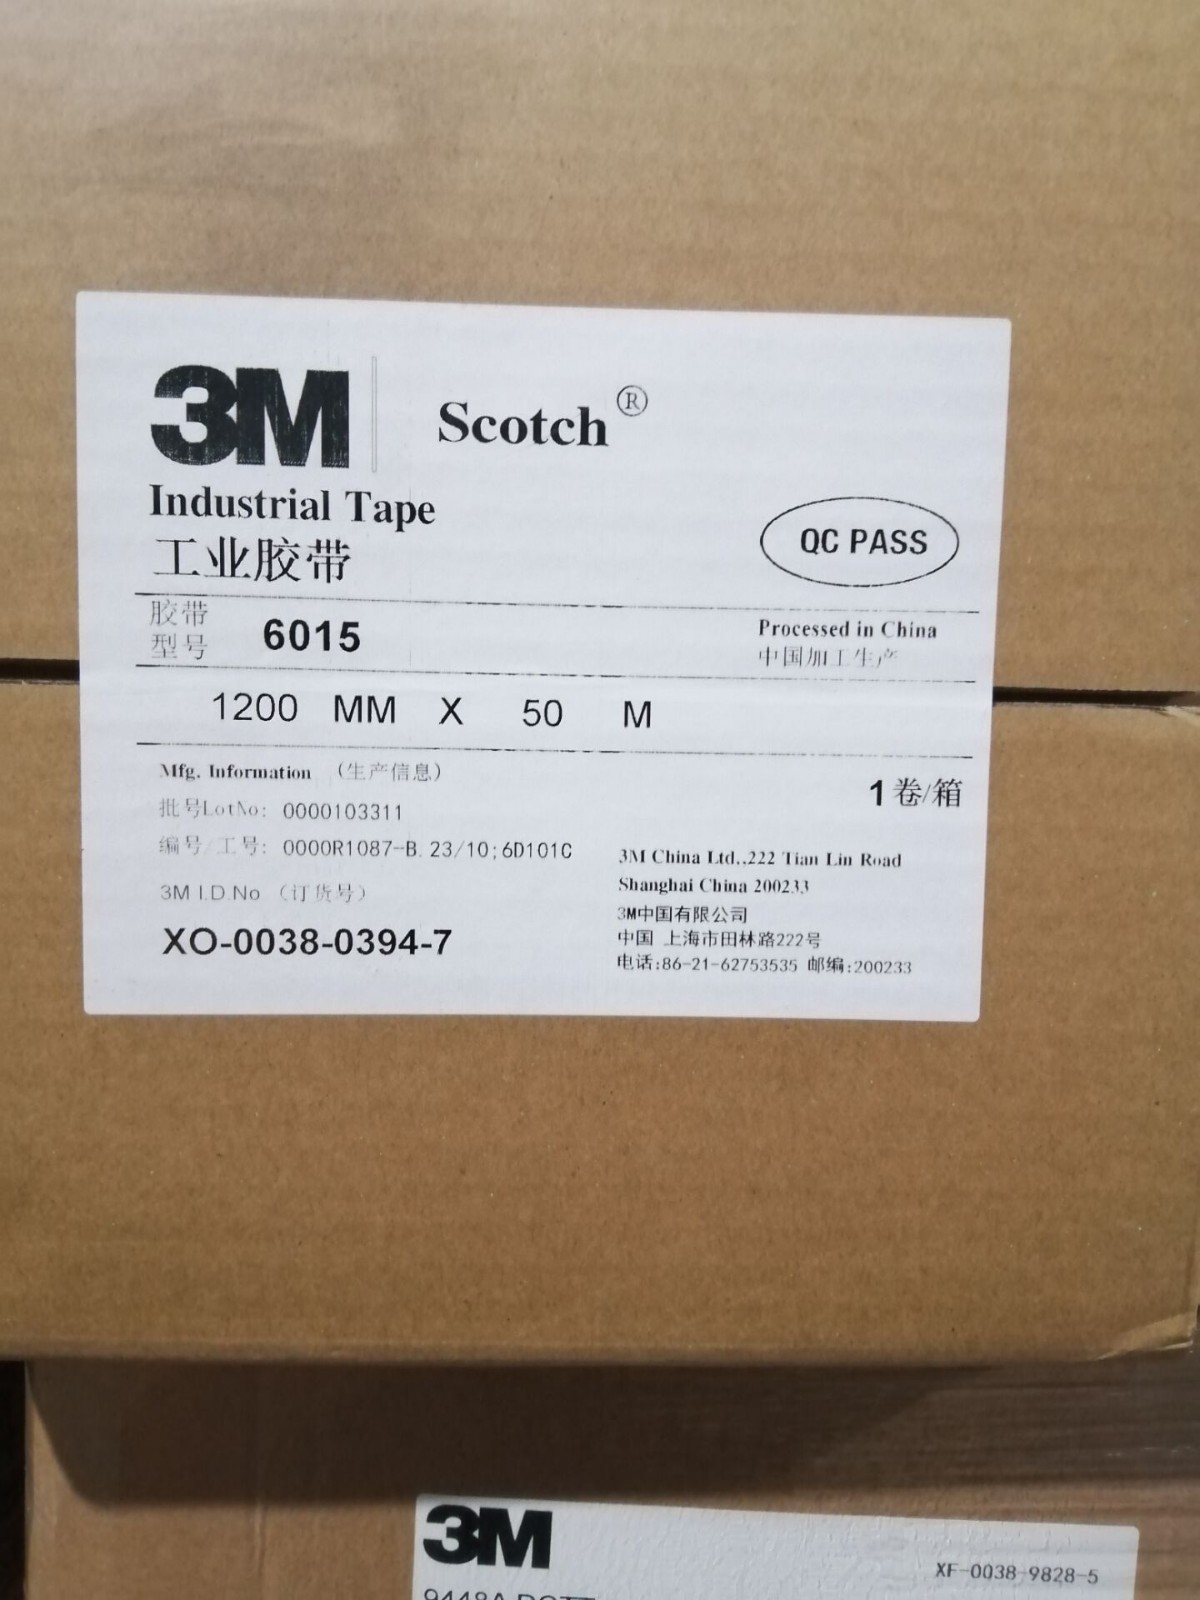 3M Scotch®
Industrial Tape
工业胶带
QC PASS
胶带
型号 6015
Processed in China
中国加工生产
1200 MM X 50 M
Mfg. Information （生产信息）
1 卷/箱
批号LotNo: 0000103311
编号/工号: 0000R1087-B. 23/10;6D101C
3M I.D.No （订货号）
XO-0038-0394-7
3M China Ltd.,222 Tian Lin Road
Shanghai China 200233
3M中国有限公司
中国 上海市田林路222号
电话:86-21-62753535 邮编:200233
3M
XF-0038-9828-5